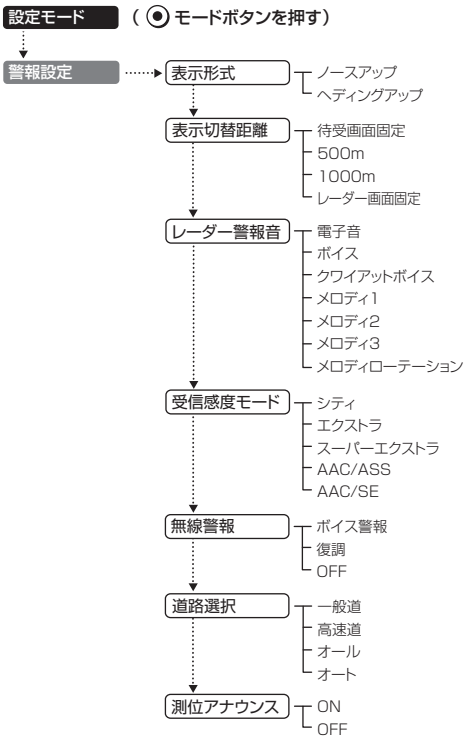 設定モード ( モードボタンを押す)
警報設定
表示形式
ノースアップ
ヘディングアップ
表示切替距離
待受画面固定
500m
1000m
レーダー画面固定
レーダー警報音
電子音
ボイス
クワイアットボイス
メロディ1
メロディ2
メロディ3
メロディローテーション
受信感度モード
シティ
エクストラ
スーパーエクストラ
AAC/ASS
AAC/SE
無線警報
ボイス警報
復調
OFF
道路選択
一般道
高速道
オール
オート
測位アナウンス
ON
OFF